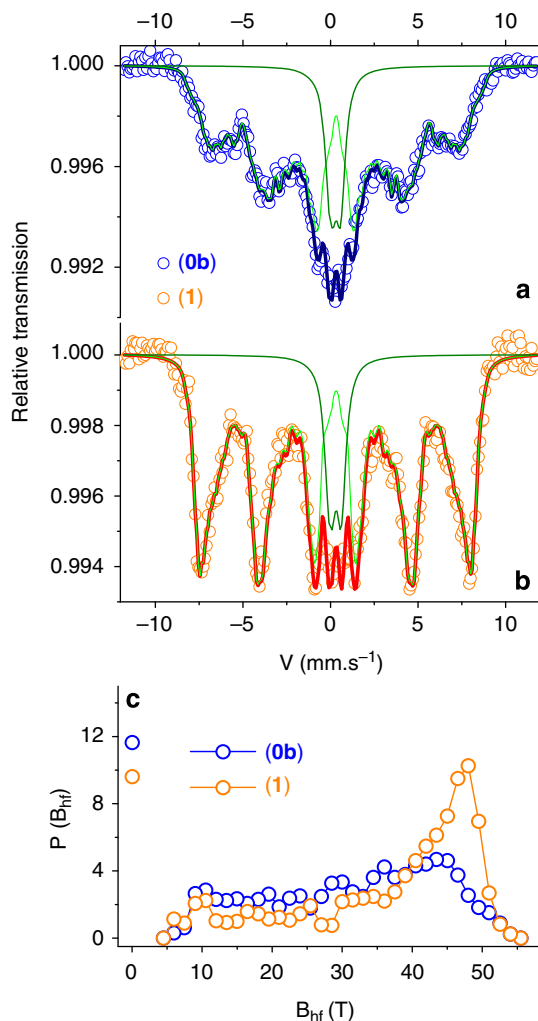 −10 −5 0 5 10
1.000
0.996
0.992
(0b)
(1)
a
Relative transmission
1.000
0.998
0.996
0.994
b
−10 −5 0 5 10
V (mm.s⁻¹)
c
12
8
4
0
(0b)
(1)
P (Bhf)
0 10 20 30 40 50
Bhf (T)